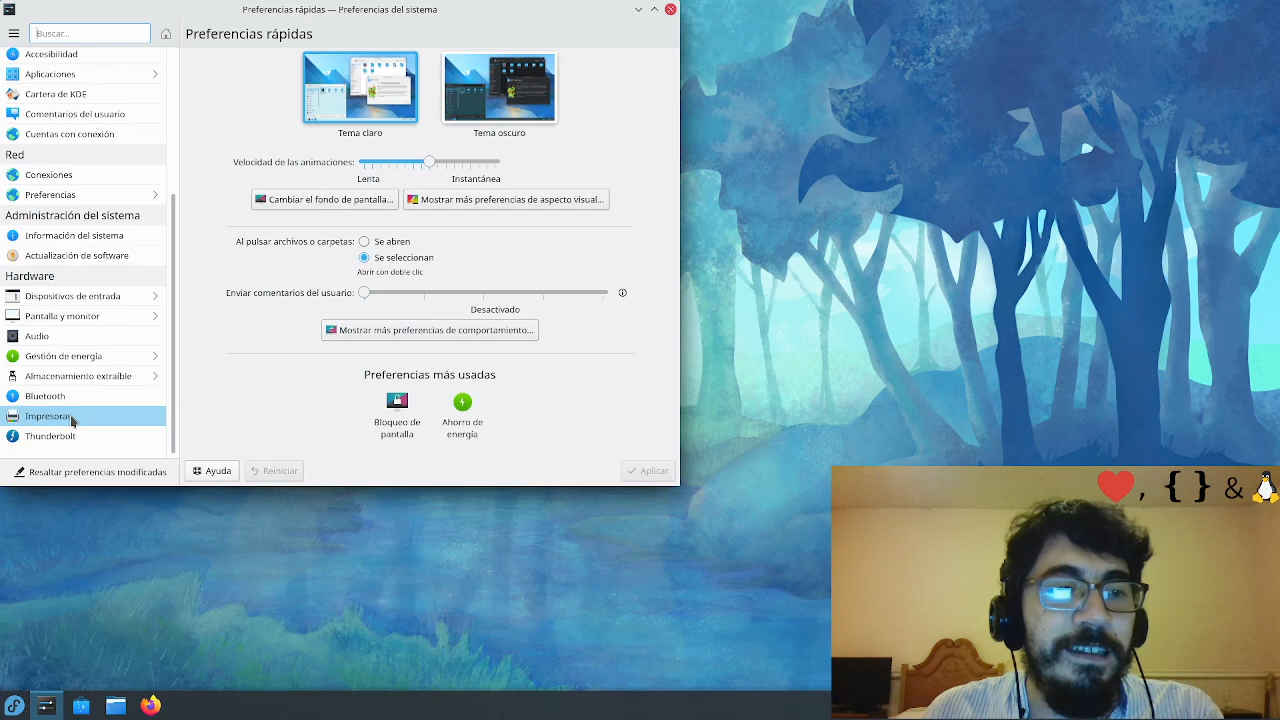 Preferencias rápidas — Preferencias del sistema
Buscar...
Preferencias rápidas
Accesibilidad
Aplicaciones
Cartera de KDE
Comentarios del usuario
Cuentas con conexión
Red
Conexiones
Preferencias
Administración del sistema
Información del sistema
Actualización de software
Hardware
Dispositivos de entrada
Pantalla y monitor
Audio
Gestión de energía
Almacenamiento extraíble
Bluetooth
Impresoras
Thunderbolt
Resaltar preferencias modificadas
Tema claro
Tema oscuro
Velocidad de las animaciones:
Lenta
Instantánea
Cambiar el fondo de pantalla...
Mostrar más preferencias de aspecto visual...
Al pulsar archivos o carpetas:
Se abren
Se seleccionan
Abrir con doble clic
Enviar comentarios del usuario:
Desactivado
Mostrar más preferencias de comportamiento...
Preferencias más usadas
Bloqueo de
pantalla
Ahorro de
energía
Ayuda
Reiniciar
Aplicar
, { } &